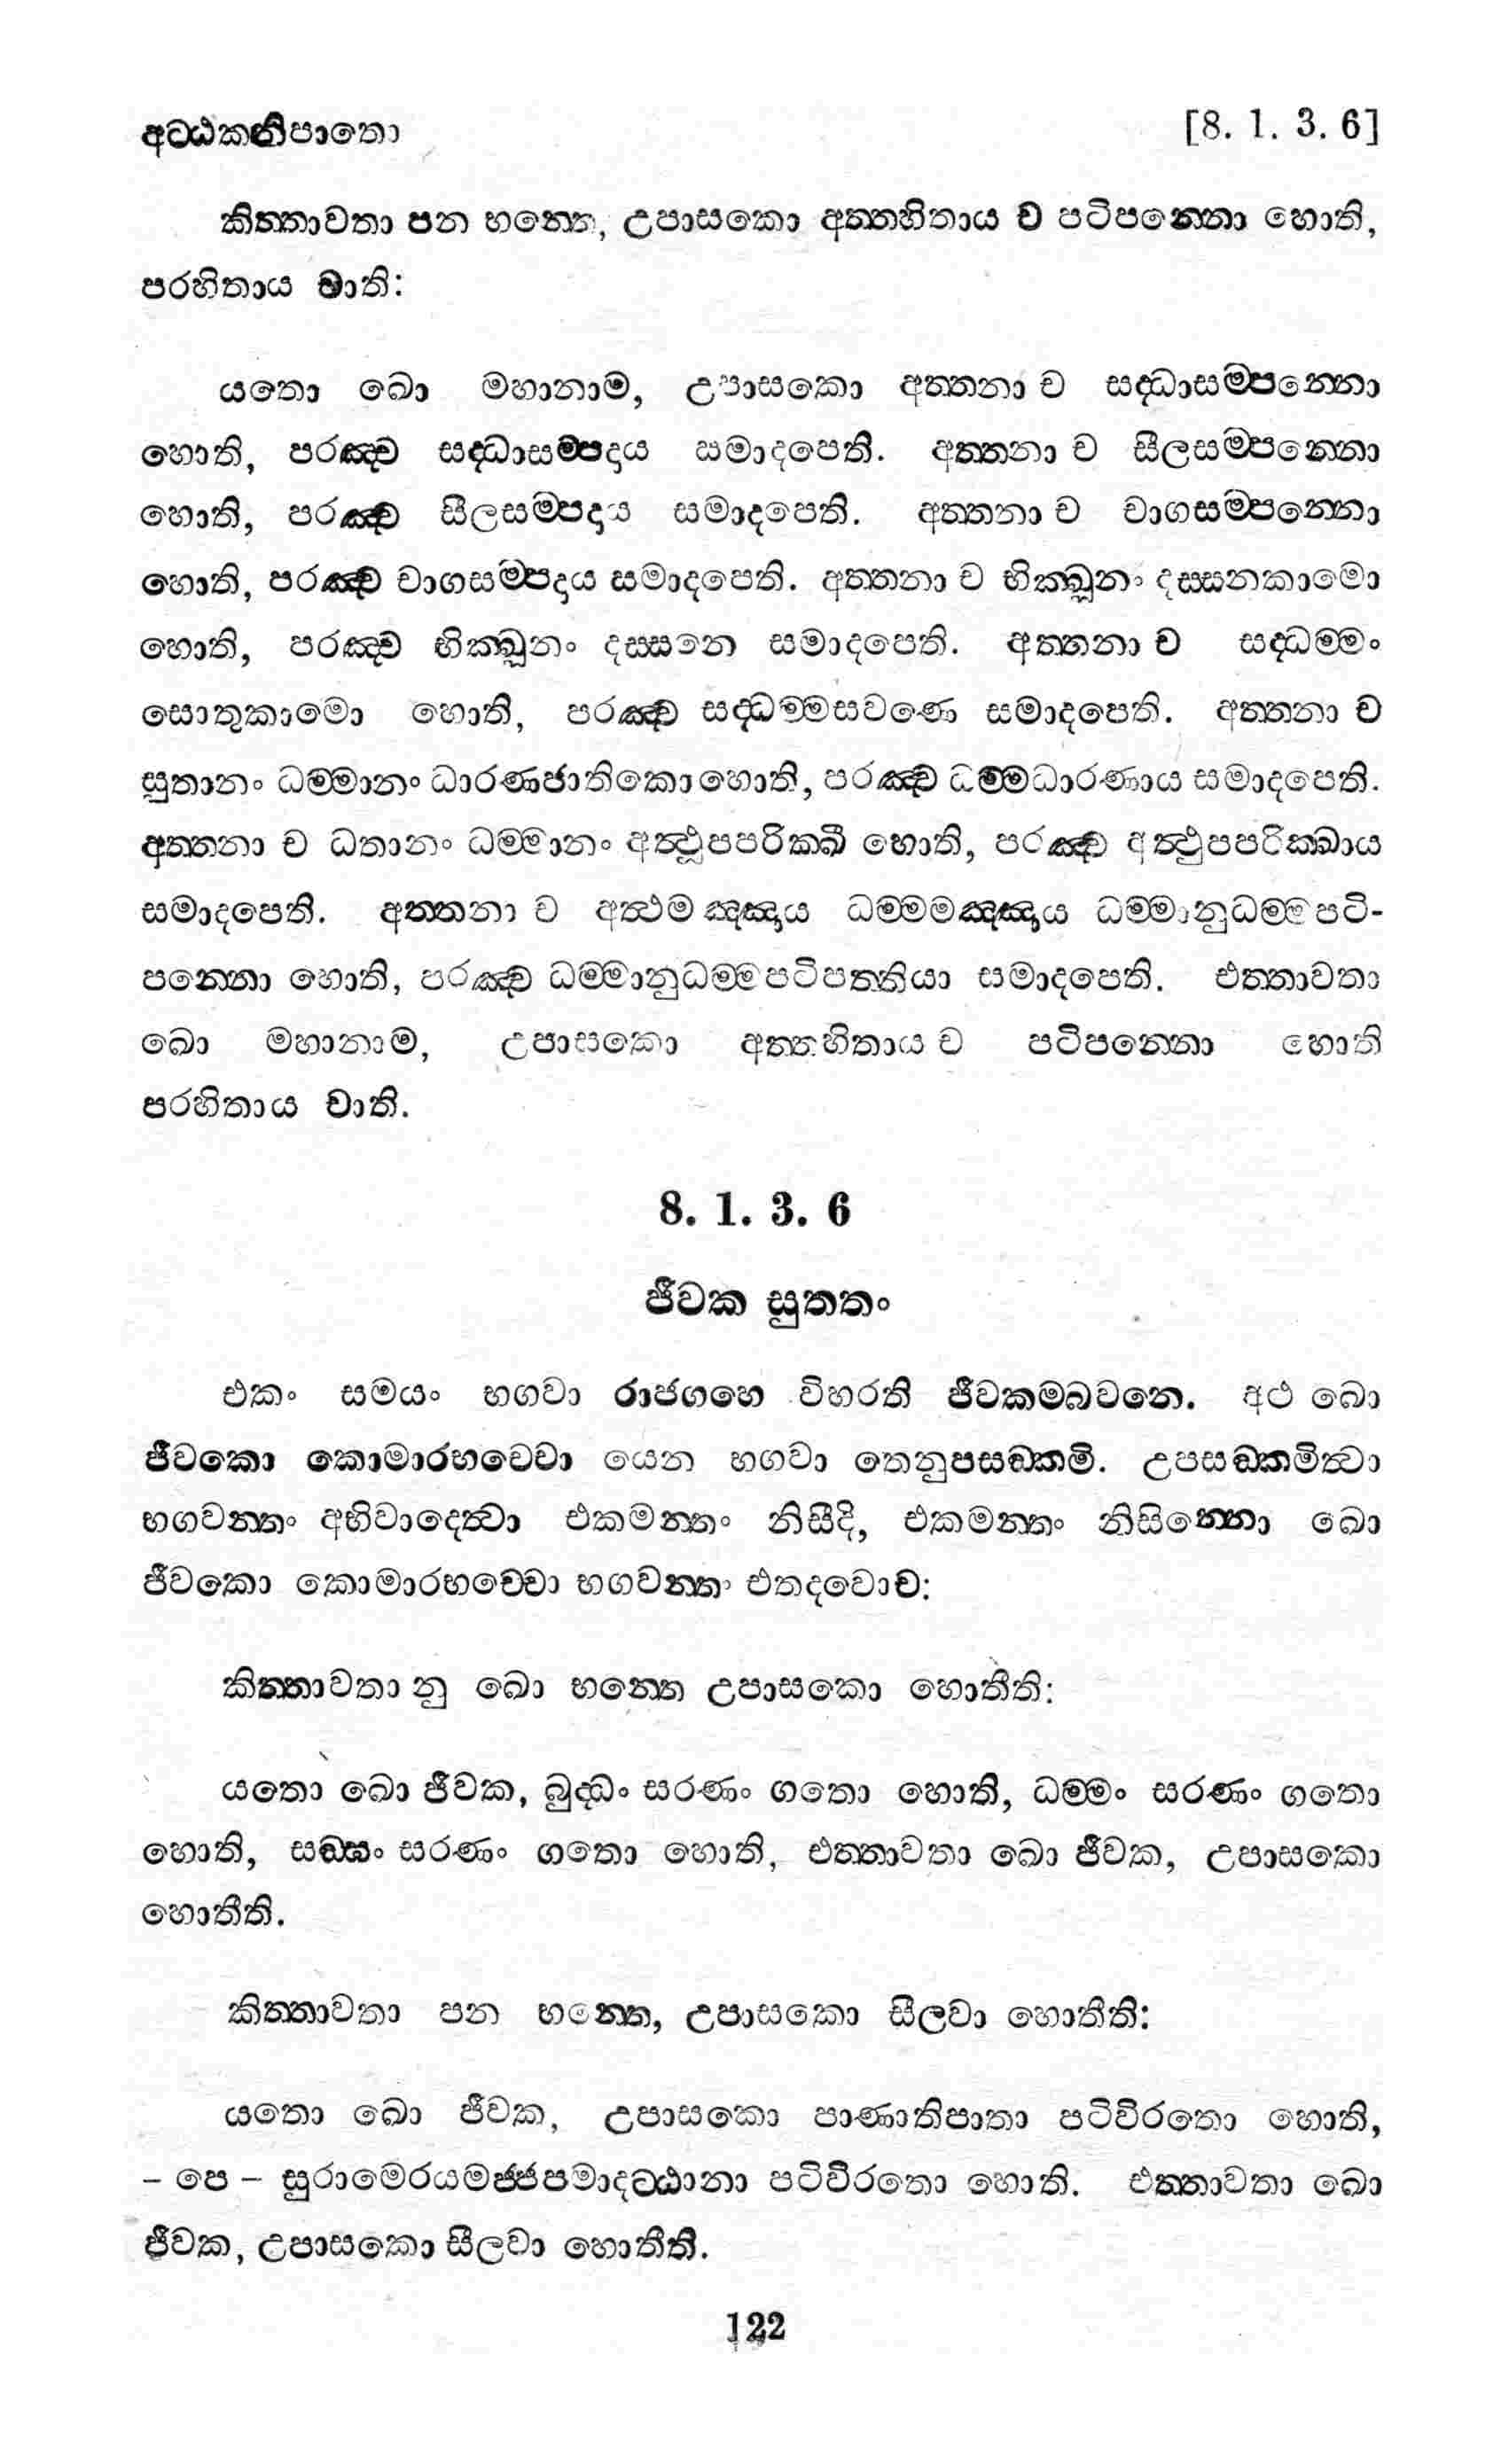 අට්ඨකනිපාතො [8. 1. 3. 6]
කිත්තාවතා පන භන්තෙ, උපාසකො අත්තහිතාය ච පටිපන්නො හොති,
පරහිතාය චාති:
යතො ඛො මහානාම, උපාසකො අත්තනා ච සද්ධාසම්පන්නො
හොති, පරඤ්ච සද්ධාසම්පදාය සමාදපෙති. අත්තනා ච සීලසම්පන්නො
හොති, පරඤ්ච සීලසම්පදාය සමාදපෙති. අත්තනා ච චාගසම්පන්නො
හොති, පරඤ්ච චාගසම්පදාය සමාදපෙති. අත්තනා ච භික්ඛූනං දස්සනකාමො
හොති, පරඤ්ච භික්ඛූනං දස්සනෙ සමාදපෙති. අත්තනා ච සද්ධම්මං
සොතුකාමො හොති, පරඤ්ච සද්ධම්මසවණෙ සමාදපෙති. අත්තනා ච
සුතානං ධම්මානං ධාරණජාතිකො හොති, පරඤ්ච ධම්මධාරණාය සමාදපෙති.
අත්තනා ච ධතානං ධම්මානං අත්ථූපපරික්ඛී හොති, පරඤ්ච අත්ථුපපරික්ඛාය
සමාදපෙති. අත්තනා ච අත්ථමඤ්ඤාය ධම්මමඤ්ඤාය ධම්මානුධම්මපටි-
පන්නො හොති, පරඤ්ච ධම්මානුධම්මපටිපත්තියා සමාදපෙති. එත්තාවතා
ඛො මහානාම, උපාසකො අත්තහිතාය ච පටිපන්නො හොති
පරහිතාය චාති.
8. 1. 3. 6
ජීවක සුතතං
එකං සමයං භගවා රාජගහෙ විහරති ජීවකමබවනෙ. අථ ඛො
ජීවකො කොමාරභචෙචා යෙන භගවා තෙනුපසඞ්කමි. උපසඞ්කමිත්වා
භගවන්තං අභිවාදෙත්වා එකමන්තං නිසීදි, එකමන්තං නිසින්නො ඛො
ජීවකො කොමාරභච්චො භගවන්තං එතදවොච:
කිත්තාවතා නු ඛො භන්තෙ උපාසකො හොතීති:
යතො ඛො ජීවක, බුද්ධං සරණං ගතො හොති, ධම්මං සරණං ගතො
හොති, සඞ්ඝං සරණං ගතො හොති, එත්තාවතා ඛො ජීවක, උපාසකො
හොතීති.
කිත්තාවතා පන භන්තෙ, උපාසකො සීලවා හොතීති:
යතො ඛො ජීවක, උපාසකො පාණාතිපාතා පටිවිරතො හොති,
– පෙ – සුරාමෙරයමජ්ජපමාදට්ඨානා පටිවිරතො හොති. එත්තාවතා ඛො
ජීවක, උපාසකො සීලවා හොතීති.
122